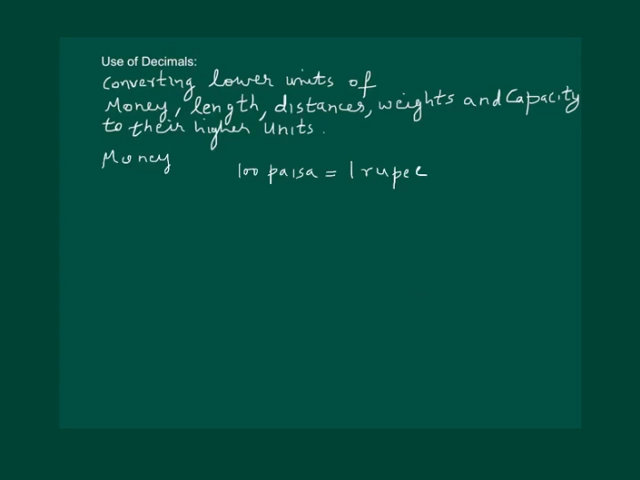 Use of Decimals:
Converting lower units of
Money, length, distances, weights and Capacity
to their higher Units.
Money
100 paisa = 1 rupee